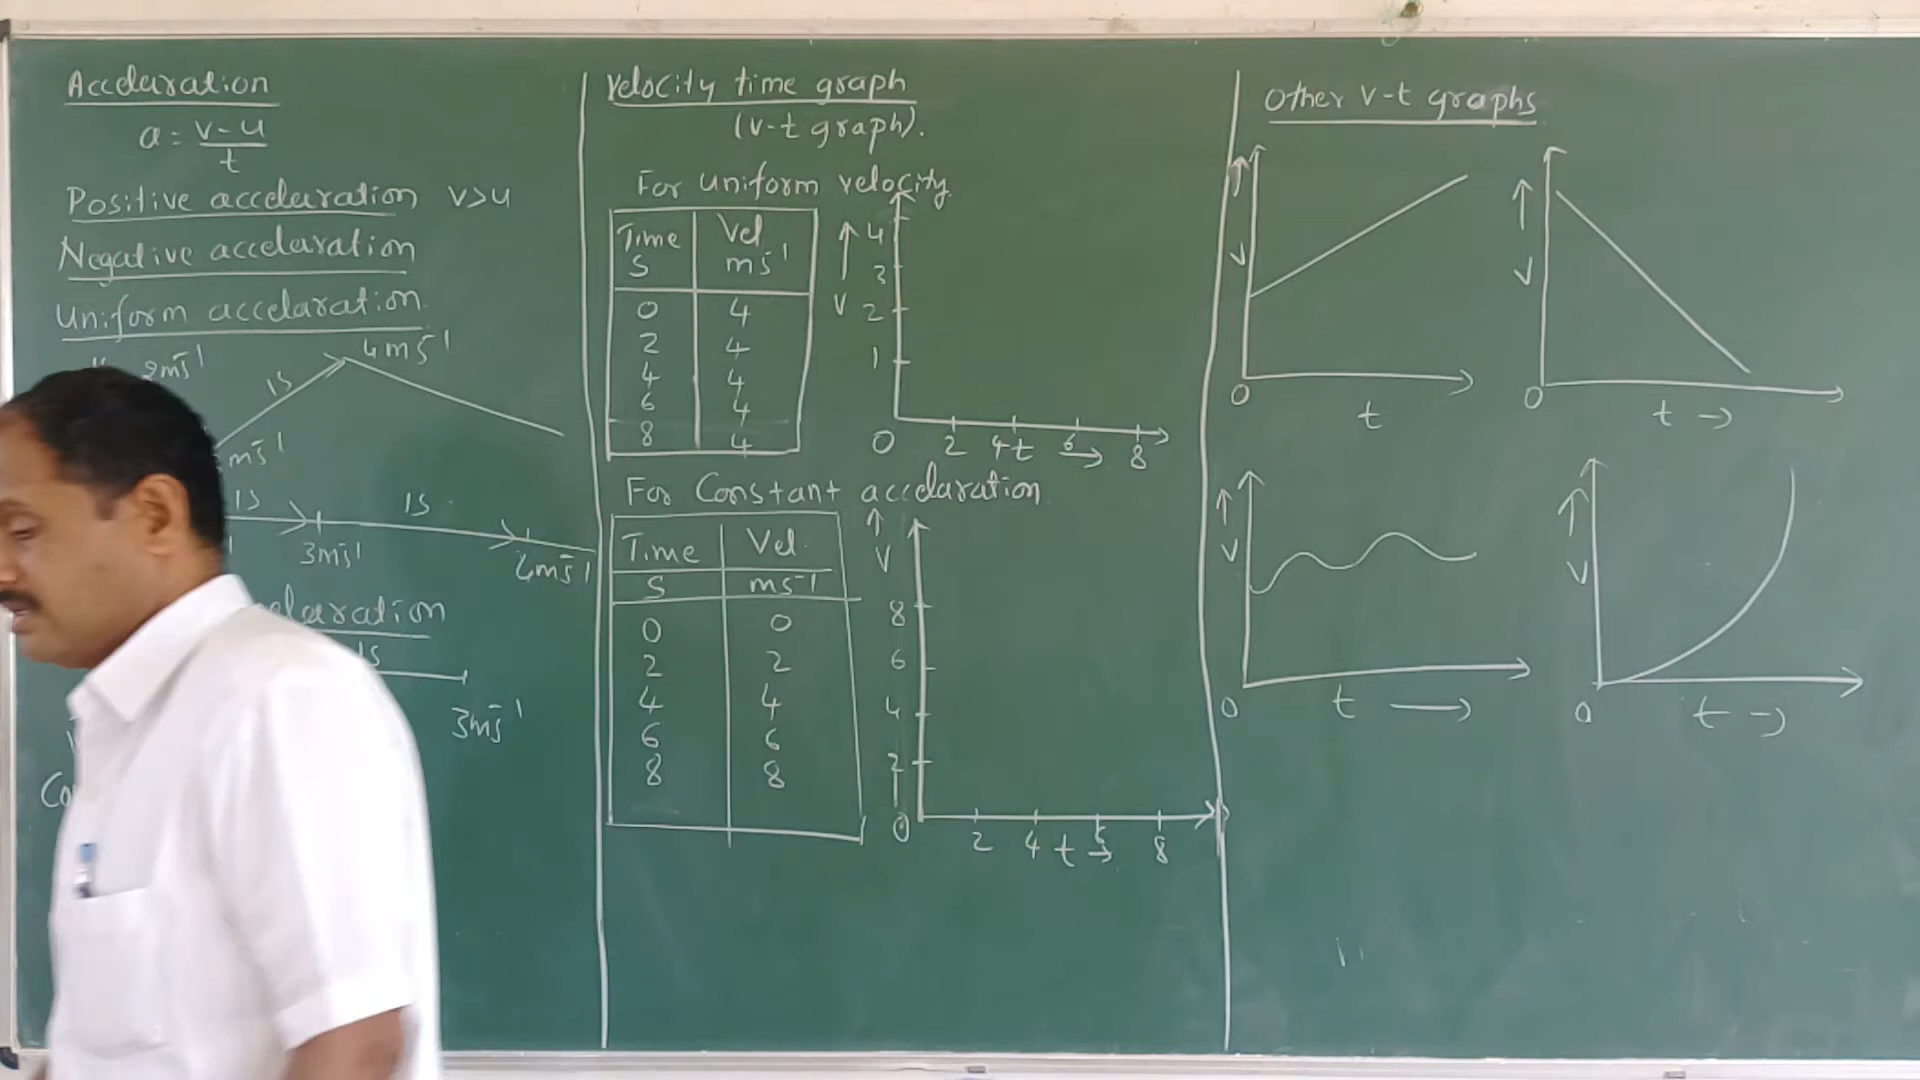 Accelaration
a = v-u
t
Positive accelaration v>u
Negative accelaration
Uniform accelaration.
2ms⁻¹
1s
4ms⁻¹
ms⁻¹
1s
1s
3ms⁻¹
4ms⁻¹
elaration
1s
3ms⁻¹
Co
Velocity time graph
(v-t graph).
For uniform velocity
Time Vel
S ms⁻¹
0 4
2 4
4 4
6 4
8 4
v
4
3
2
1
0 2 4 t 6 8
For Constant accelaration
Time Vel.
S ms⁻¹
0 0
2 2
4 4
6 6
8 8
v
8
6
4
2
0
2 4 t 8
Other v-t graphs
v
0
t
v
0
t
v
0
t
v
0
t